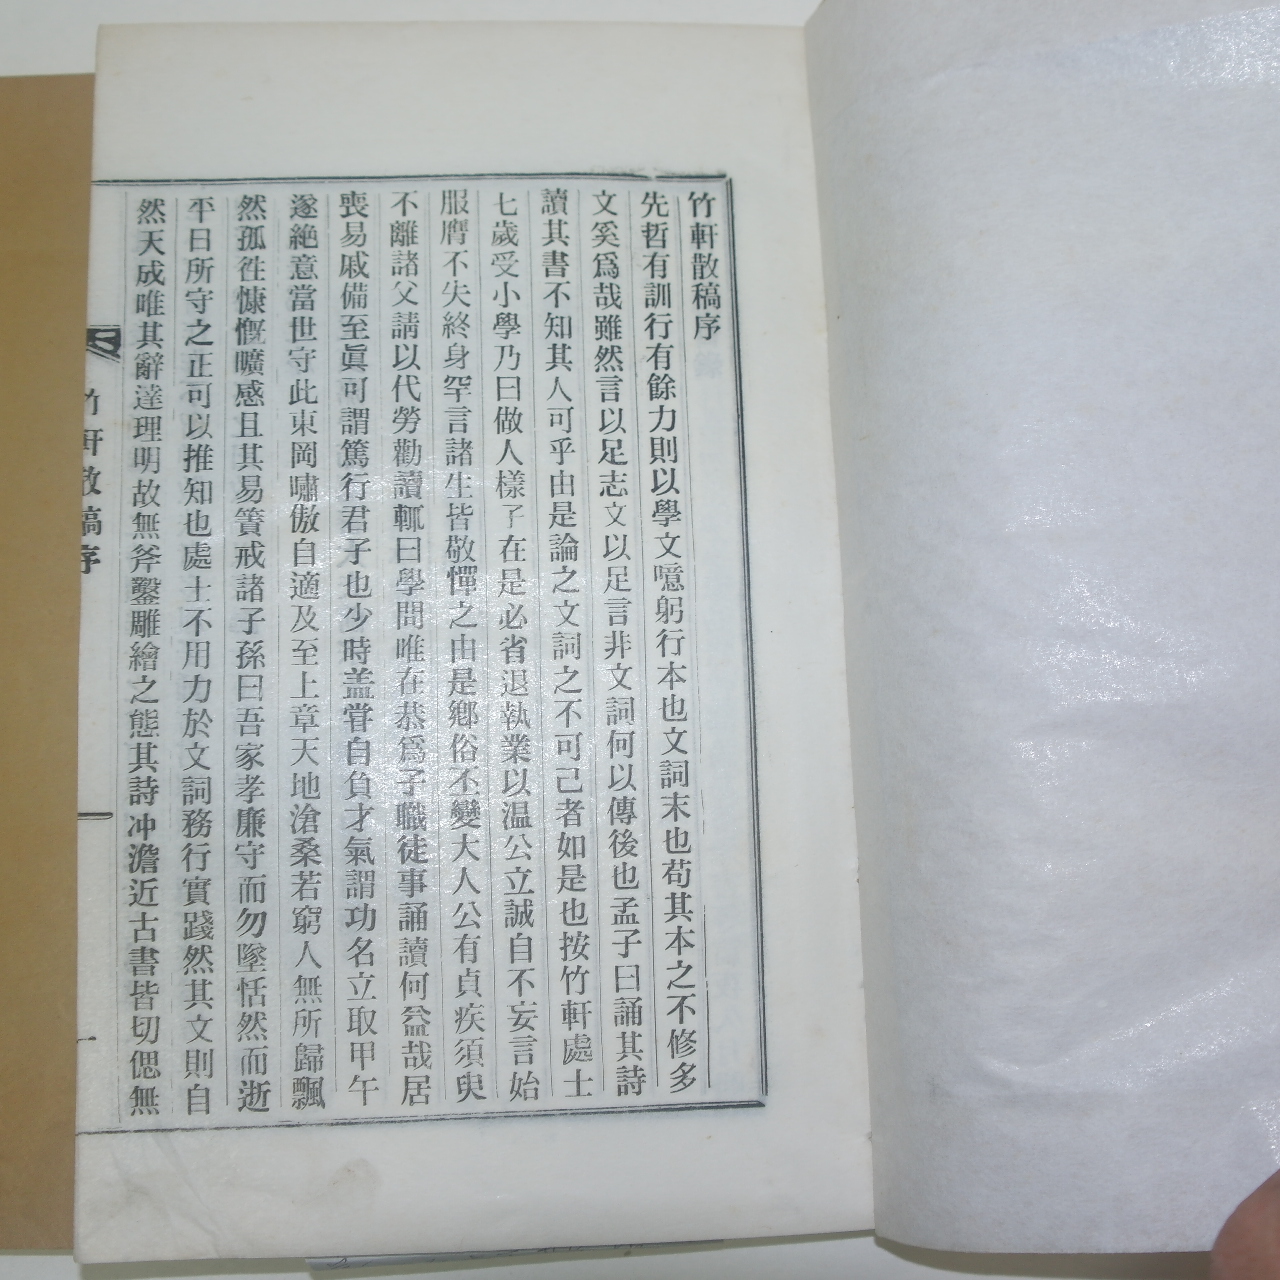 竹軒散稿序
先哲有訓行有餘力則以學文噫躬行本也文詞末也苟其本之不修多
文奚爲哉雖然言以足志文以足言非文詞何以傳後也孟子曰誦其詩
讀其書不知其人可乎由是論之文詞之不可已者如是也按竹軒處士
七歲受小學乃曰做人樣子在是必省退執業以温公立誠自不妄言始
服膺不失終身罕言諸生皆敬憚之由是鄕俗丕變大人公有貞疾須臾
不離諸父請以代勞勸讀輒曰學問唯在恭爲子職徒事誦讀何益哉居
喪易戚備至眞可謂篤行君子也少時盖甞自負才氣謂功名立取甲午
遂絶意當世守此東岡嘯傲自適及至上章天地滄桑若窮人無所歸飄
然孤徃慷慨曠感且其易簀戒諸子孫曰吾家孝廉守而勿墜恬然而逝
平日所守之正可以推知也處士不用力於文詞務行實踐然其文則自
然天成唯其辭達理明故無斧鑿雕繪之態其詩冲澹近古書皆切偲無
竹軒散稿序
一